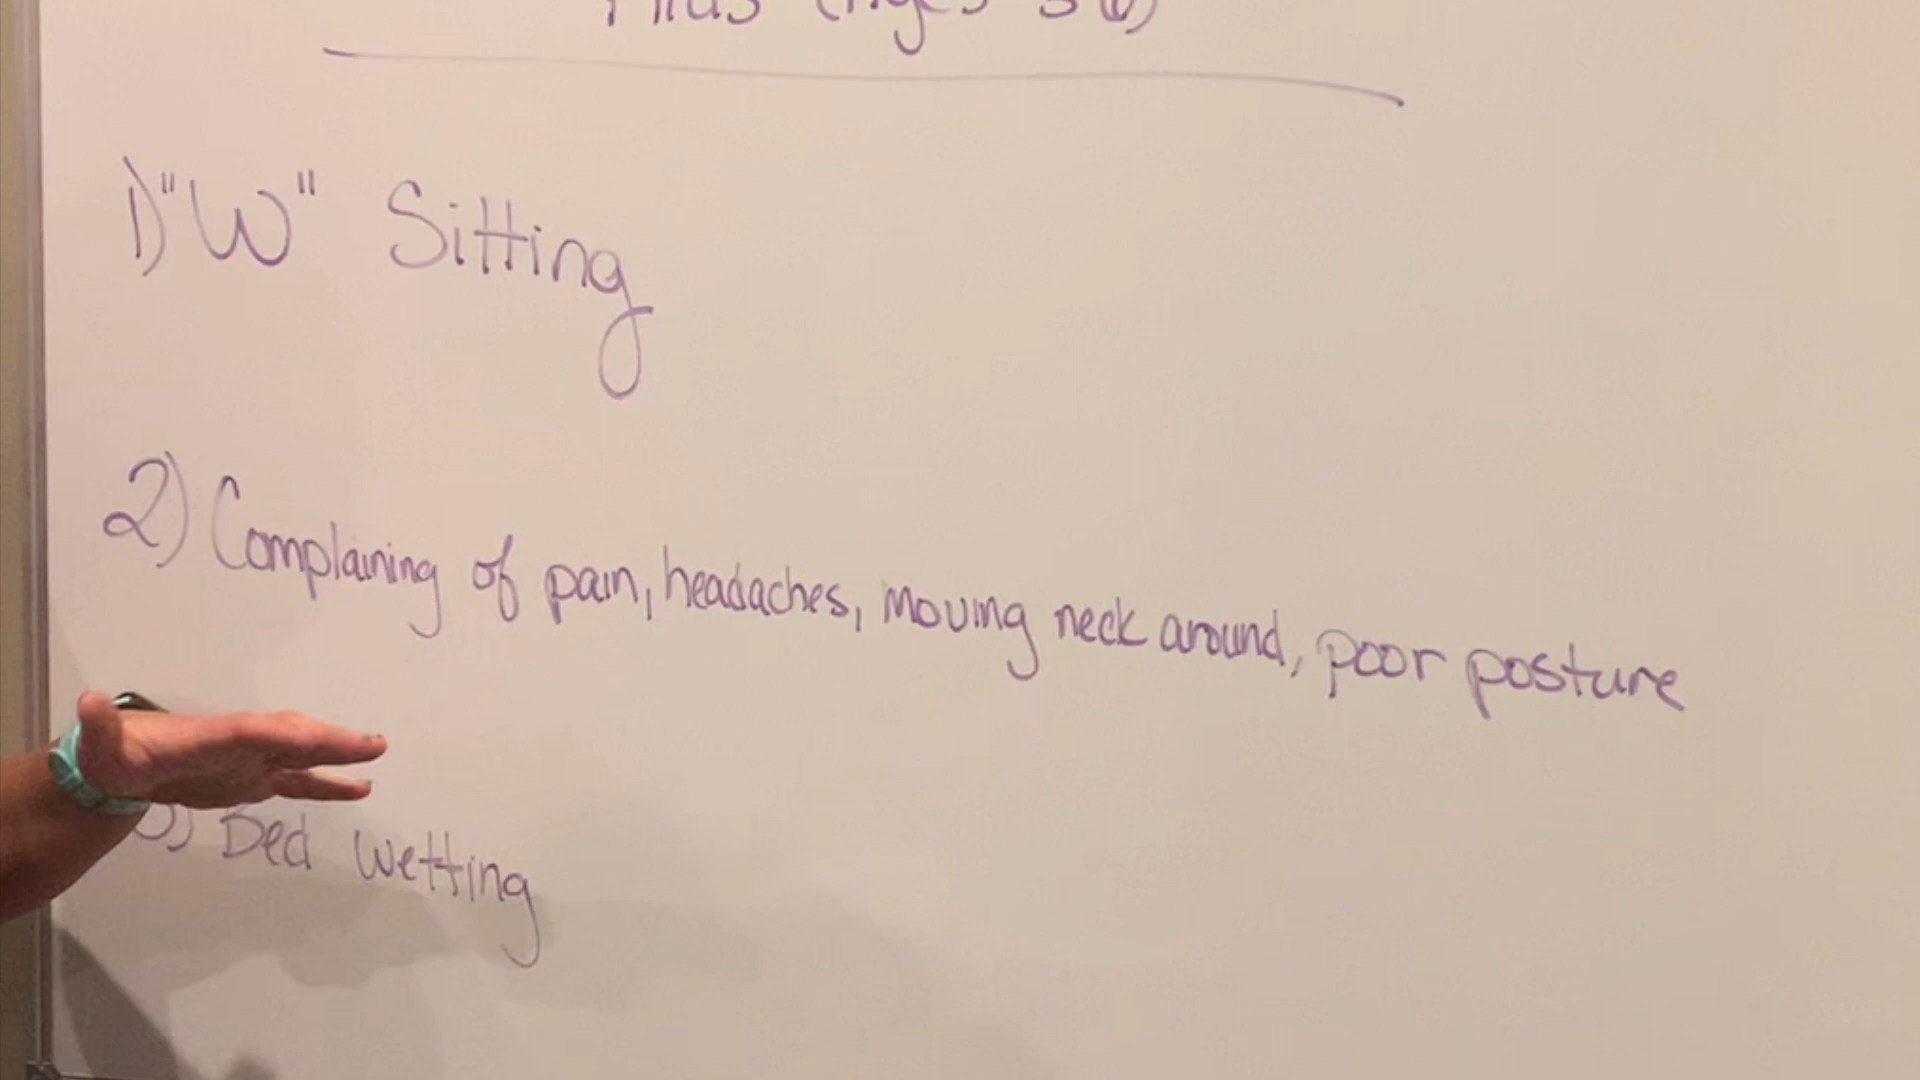 1) "W" Sitting
2) Complaining of pain, headaches, moving neck around, poor posture
Bed wetting